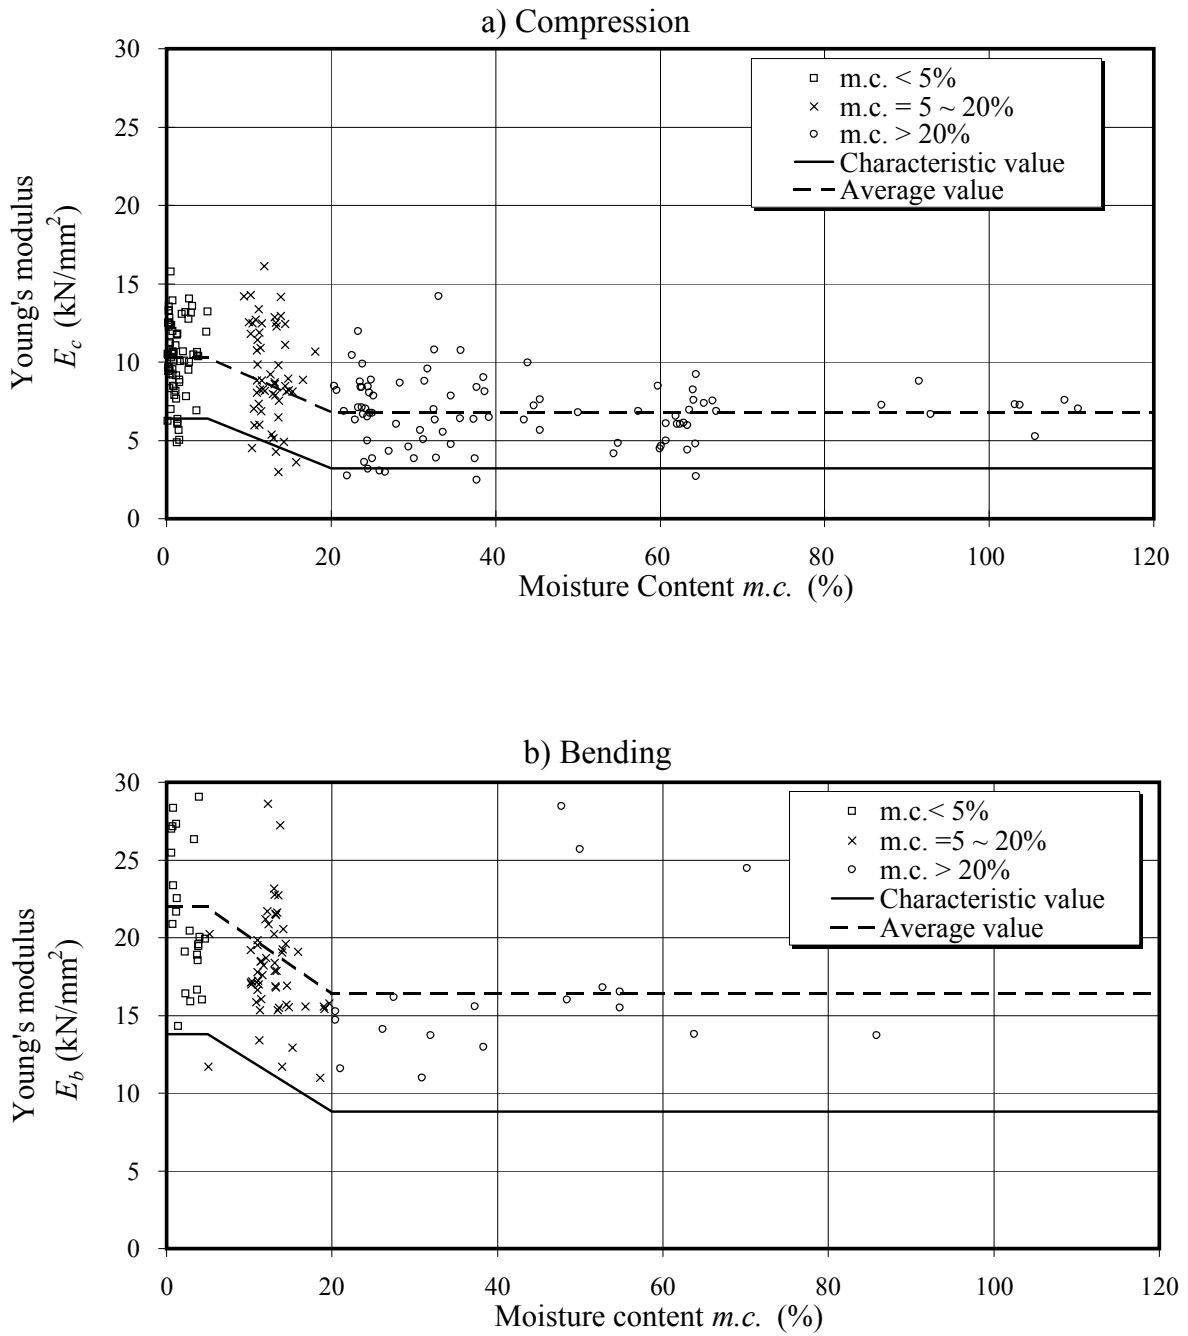 a) Compression
30
25
20
15
10
5
0
Young's modulus
E_c (kN/mm²)
m.c. < 5%
m.c. = 5 ~ 20%
m.c. > 20%
Characteristic value
Average value
0 20 40 60 80 100 120
Moisture Content m.c. (%)
b) Bending
30
25
20
15
10
5
0
Young's modulus
E_b (kN/mm²)
m.c.< 5%
m.c. =5 ~ 20%
m.c. > 20%
Characteristic value
Average value
0 20 40 60 80 100 120
Moisture content m.c. (%)